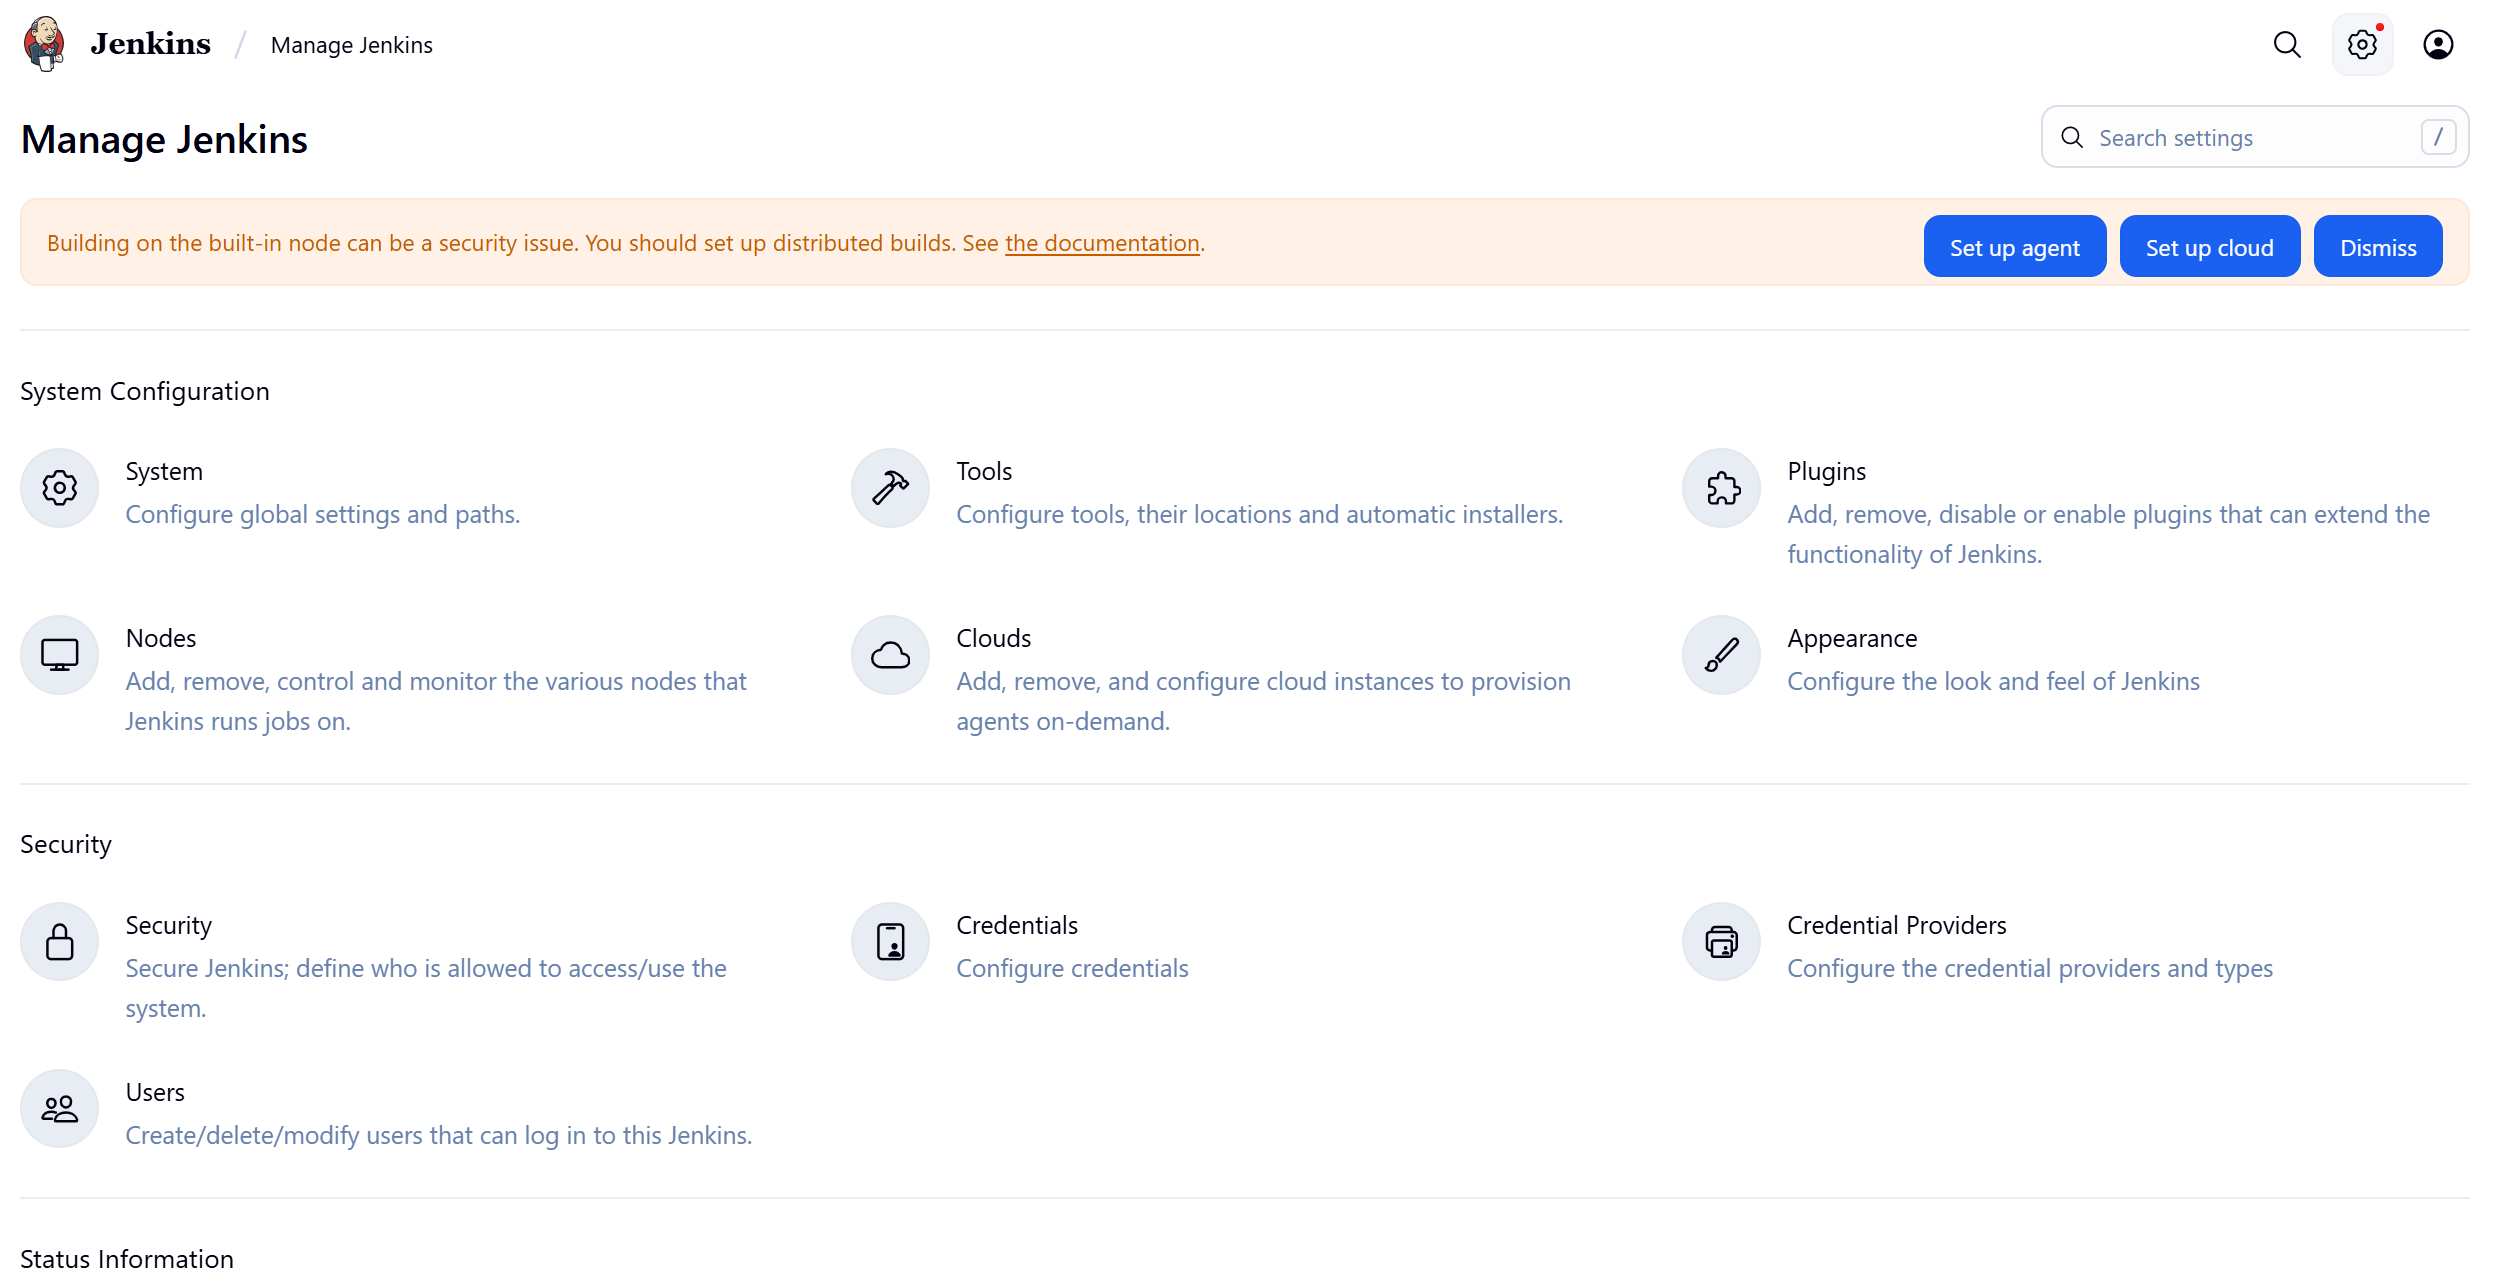 Jenkins / Manage Jenkins
Manage Jenkins
Search settings /
Building on the built-in node can be a security issue. You should set up distributed builds. See the documentation.
Set up agent
Set up cloud
Dismiss
System Configuration
System
Configure global settings and paths.
Tools
Configure tools, their locations and automatic installers.
Plugins
Add, remove, disable or enable plugins that can extend the
functionality of Jenkins.
Nodes
Add, remove, control and monitor the various nodes that
Jenkins runs jobs on.
Clouds
Add, remove, and configure cloud instances to provision
agents on-demand.
Appearance
Configure the look and feel of Jenkins
Security
Security
Secure Jenkins; define who is allowed to access/use the
system.
Credentials
Configure credentials
Credential Providers
Configure the credential providers and types
Users
Create/delete/modify users that can log in to this Jenkins.
Status Information